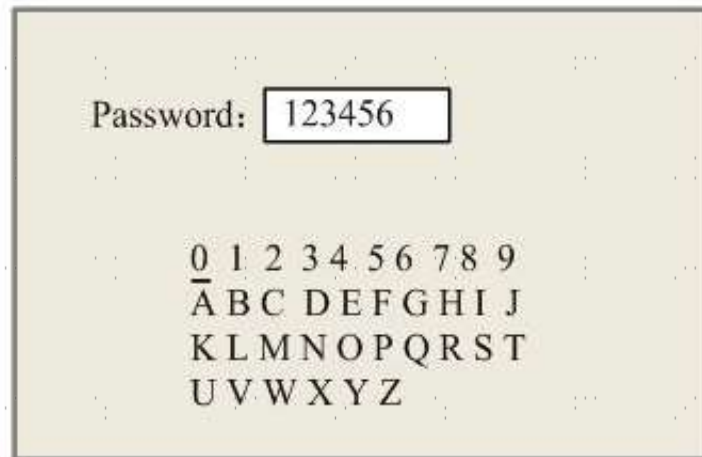 Password: 123456
0 1 2 3 4 5 6 7 8 9
A B C D E F G H I J
K L M N O P Q R S T
U V W X Y Z